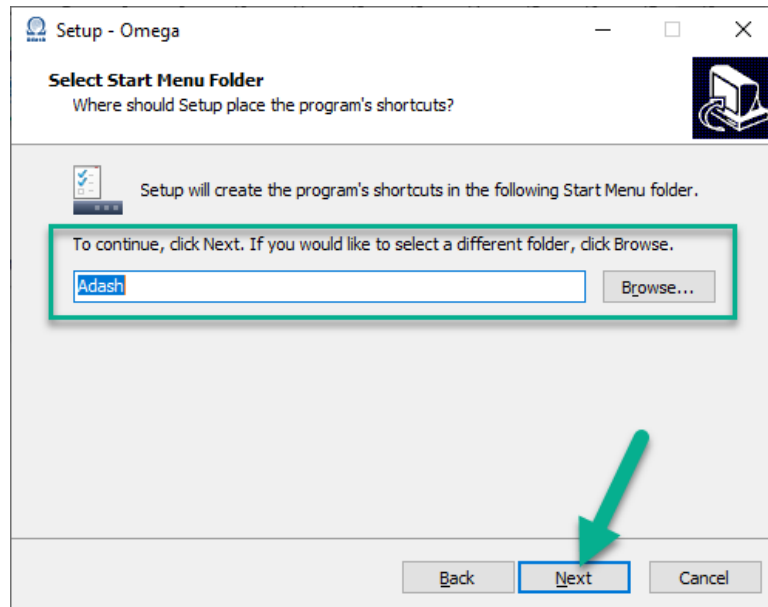 Setup - Omega
Select Start Menu Folder
Where should Setup place the program's shortcuts?
Setup will create the program's shortcuts in the following Start Menu folder.
To continue, click Next. If you would like to select a different folder, click Browse.
Adash
Browse...
Back
Next
Cancel